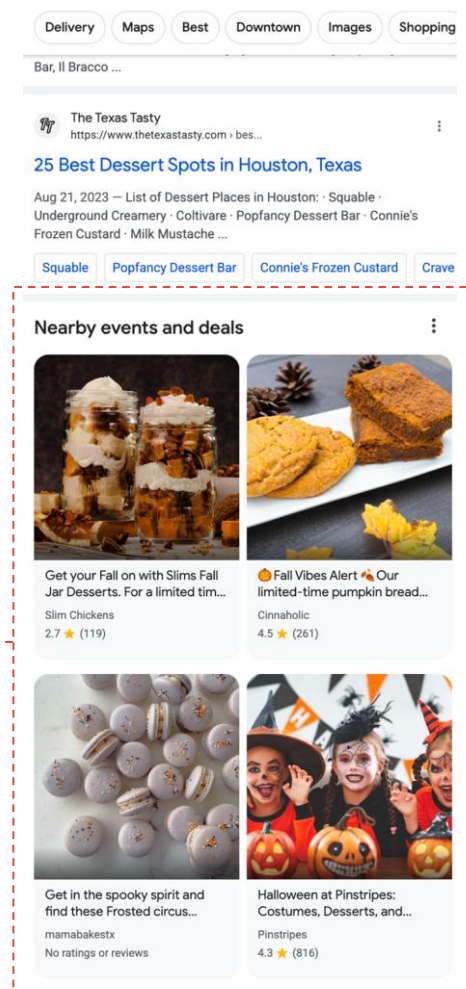 Delivery
Maps
Best
Downtown
Images
Shopping
Bar, Il Bracco ...
The Texas Tasty
https://www.thetexastasty.com › bes...
25 Best Dessert Spots in Houston, Texas
Aug 21, 2023 — List of Dessert Places in Houston: · Squable ·
Underground Creamery · Coltivare · Popfancy Dessert Bar · Connie's
Frozen Custard · Milk Mustache ...
Squable
Popfancy Dessert Bar
Connie's Frozen Custard
Crave
Nearby events and deals
Get your Fall on with Slims Fall
Jar Desserts. For a limited tim...
Slim Chickens
2.7 ★ (119)
🎃Fall Vibes Alert 🍂 Our
limited-time pumpkin bread...
Cinnaholic
4.5 ★ (261)
Get in the spooky spirit and
find these Frosted circus...
mamabakestx
No ratings or reviews
Halloween at Pinstripes:
Costumes, Desserts, and...
Pinstripes
4.3 ★ (816)